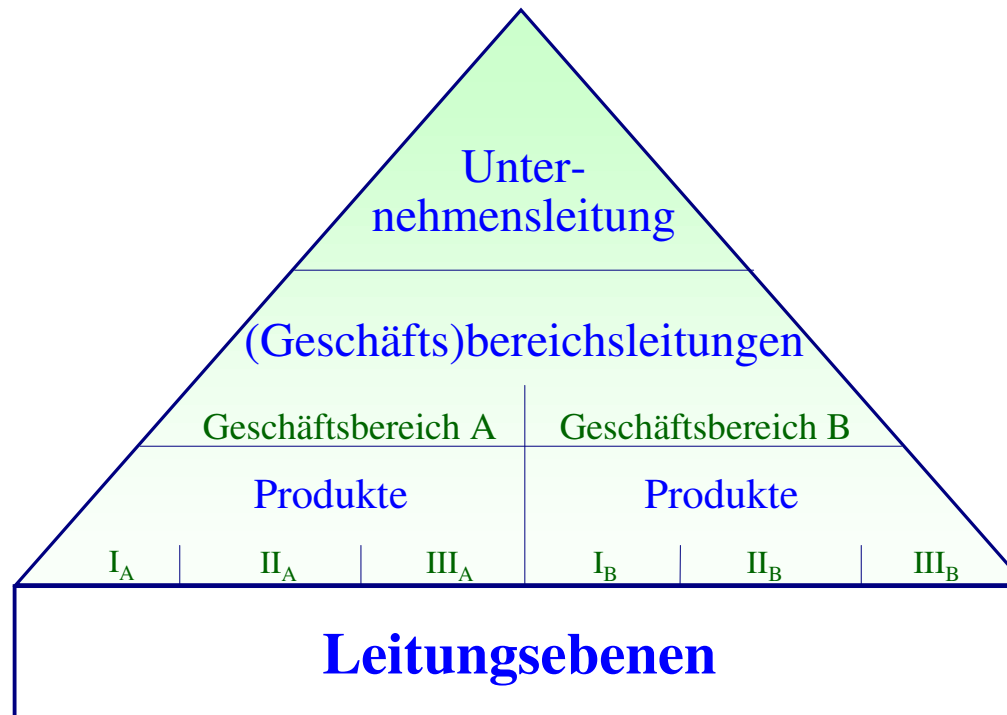 Unter-
nehmensleitung
(Geschäfts)bereichsleitungen
Geschäftsbereich A Geschäftsbereich B
Produkte Produkte
I_A II_A III_A I_B II_B III_B
Leitungsebenen